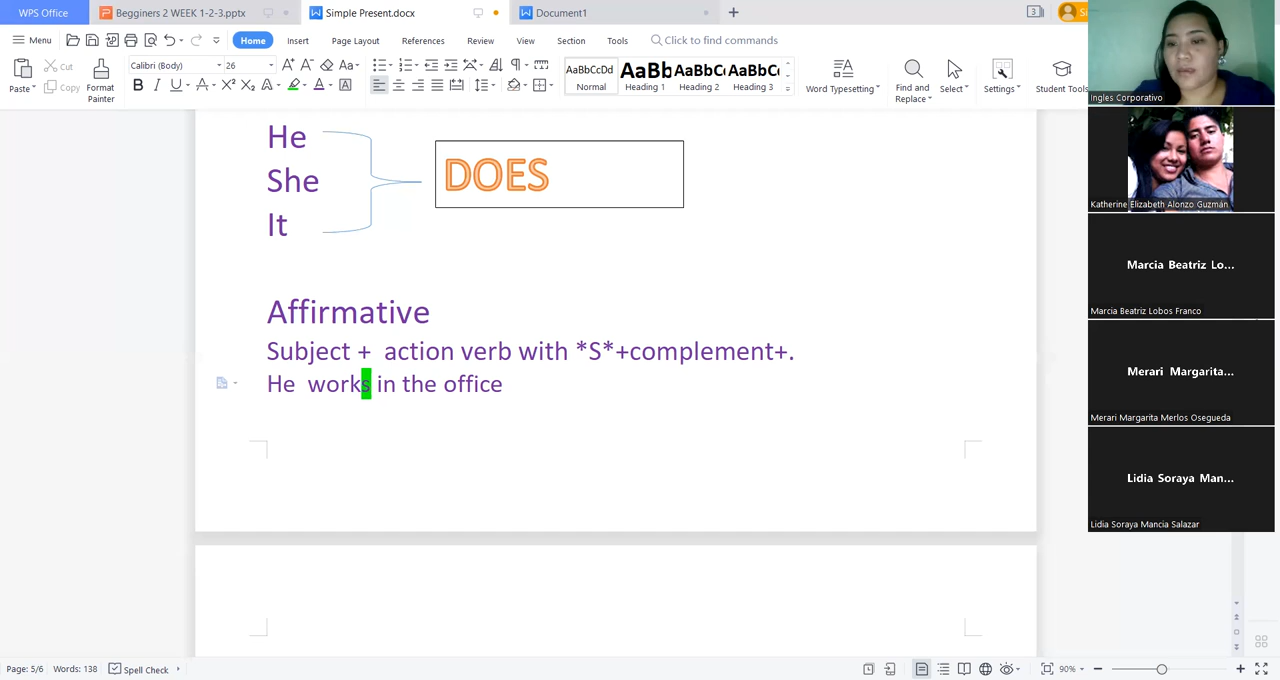 WPS Office
Begginers 2 WEEK 1-2-3.pptx
Simple Present.docx
Document1
Menu
Home
Insert
Page Layout
References
Review
View
Section
Tools
Click to find commands
Paste
Cut
Copy
Format Painter
Calibri (Body)
26
AaBbCcDd
Normal
AaBb
Heading 1
AaBbCc
Heading 2
AaBbCc
Heading 3
Word Typesetting
Find and Replace
Select
Settings
Student Tools
He
She
It
DOES
Affirmative
Subject + action verb with *S*+complement+.
He works in the office
Ingles Corporativo
Katherine Elizabeth Alonzo Guzmán
Marcia Beatriz Lo...
Marcia Beatriz Lobos Franco
Merari Margarita...
Merari Margarita Merlos Osegueda
Lidia Soraya Man...
Lidia Soraya Mancia Salazar
Page: 5/6
Words: 138
Spell Check
90%